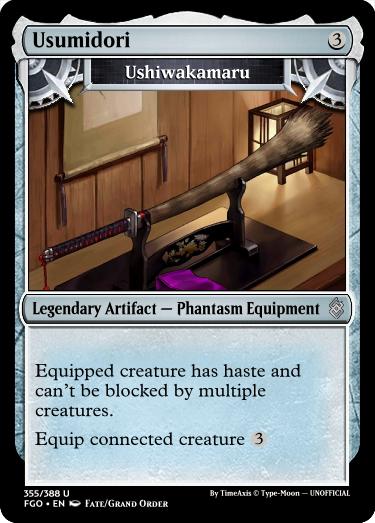 Usumidori 3
Ushiwakamaru
Legendary Artifact — Phantasm Equipment
Equipped creature has haste and
can't be blocked by multiple
creatures.
Equip connected creature 3
355/388 U
FGO • EN Fate/Grand Order
By TimeAxis © Type-Moon — UNOFFICIAL